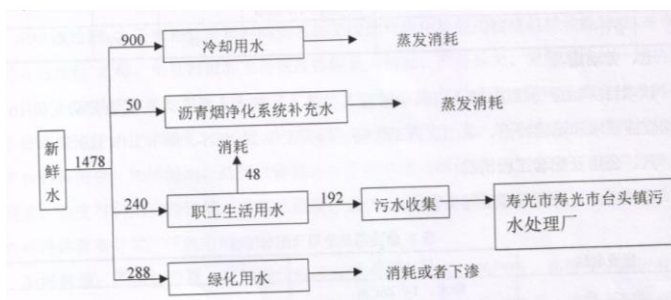 900
冷却用水
蒸发消耗
50
沥青烟净化系统补充水
蒸发消耗
新鲜水
1478
消耗
48
240
职工生活用水
192
污水收集
寿光市寿光市台头镇污
水处理厂
288
绿化用水
消耗或者下渗